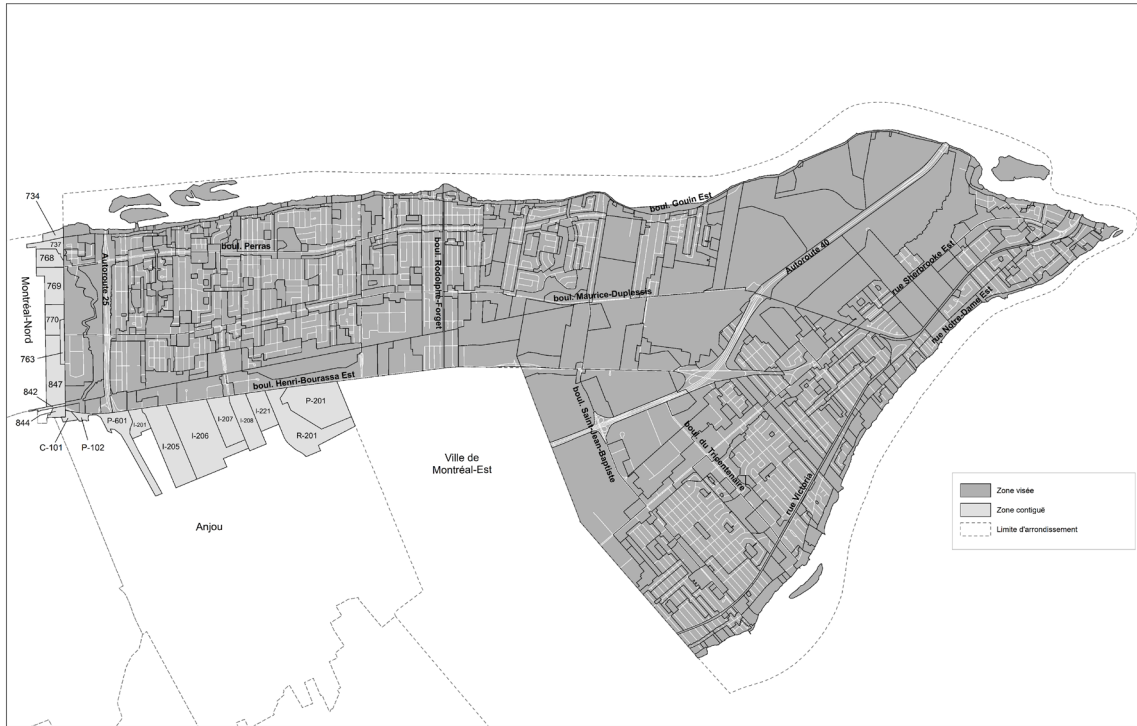 734
737
768
769
770
763
842
847
844
C-101
P-102
Montréal-Nord
Autoroute 25
boul. Perras
boul. Rodolphe-Forget
boul. Gouin Est
boul. Maurice-Duplessis
Autoroute 40
rue Sherbrooke Est
rue Notre-Dame Est
boul. Henri-Bourassa Est
P-601
I-201
I-205
I-206
I-207
I-208
I-221
P-201
R-201
boul. Saint-Jean-Baptiste
boul. du Tricentenaire
rue Victoria
Ville de
Montréal-Est
Anjou
Zone visée
Zone contiguë
Limite d'arrondissement